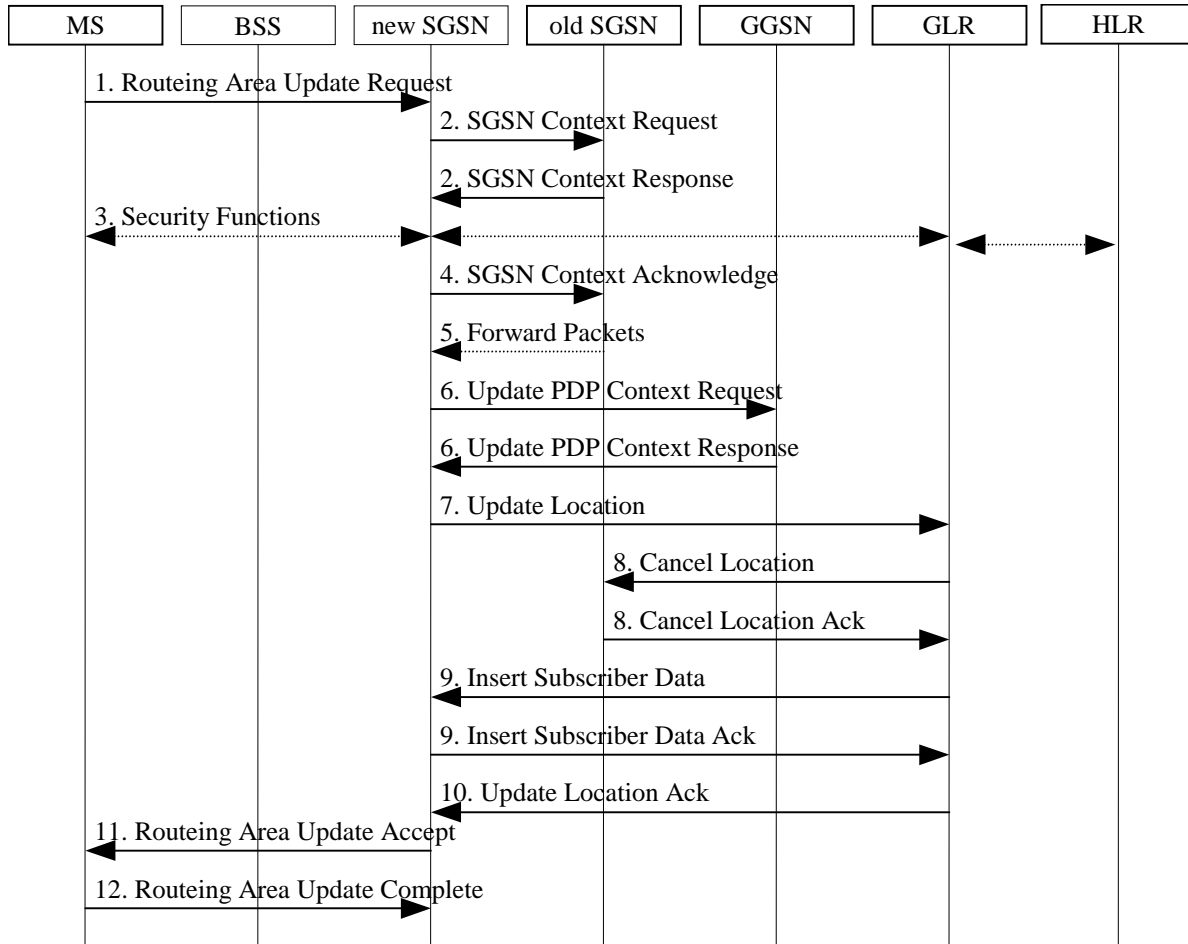 MS BSS new SGSN old SGSN GGSN GLR HLR
1. Routeing Area Update Request
2. SGSN Context Request
2. SGSN Context Response
3. Security Functions
4. SGSN Context Acknowledge
5. Forward Packets
6. Update PDP Context Request
6. Update PDP Context Response
7. Update Location
8. Cancel Location
8. Cancel Location Ack
9. Insert Subscriber Data
9. Insert Subscriber Data Ack
10. Update Location Ack
11. Routeing Area Update Accept
12. Routeing Area Update Complete